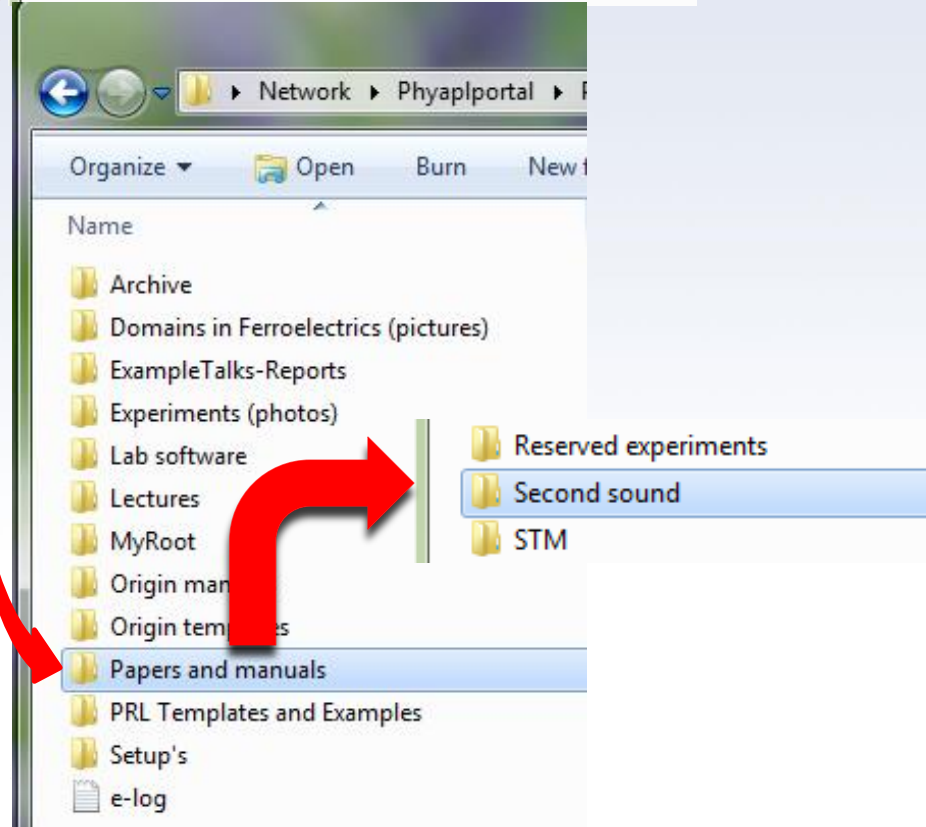 Network Phyaplportal
Organize Open Burn New
Name
Archive
Domains in Ferroelectrics (pictures)
ExampleTalks-Reports
Experiments (photos)
Lab software
Lectures
MyRoot
Origin
Origin
Papers and manuals
PRL Templates and Examples
Setup's
e-log
Reserved experiments
Second sound
STM